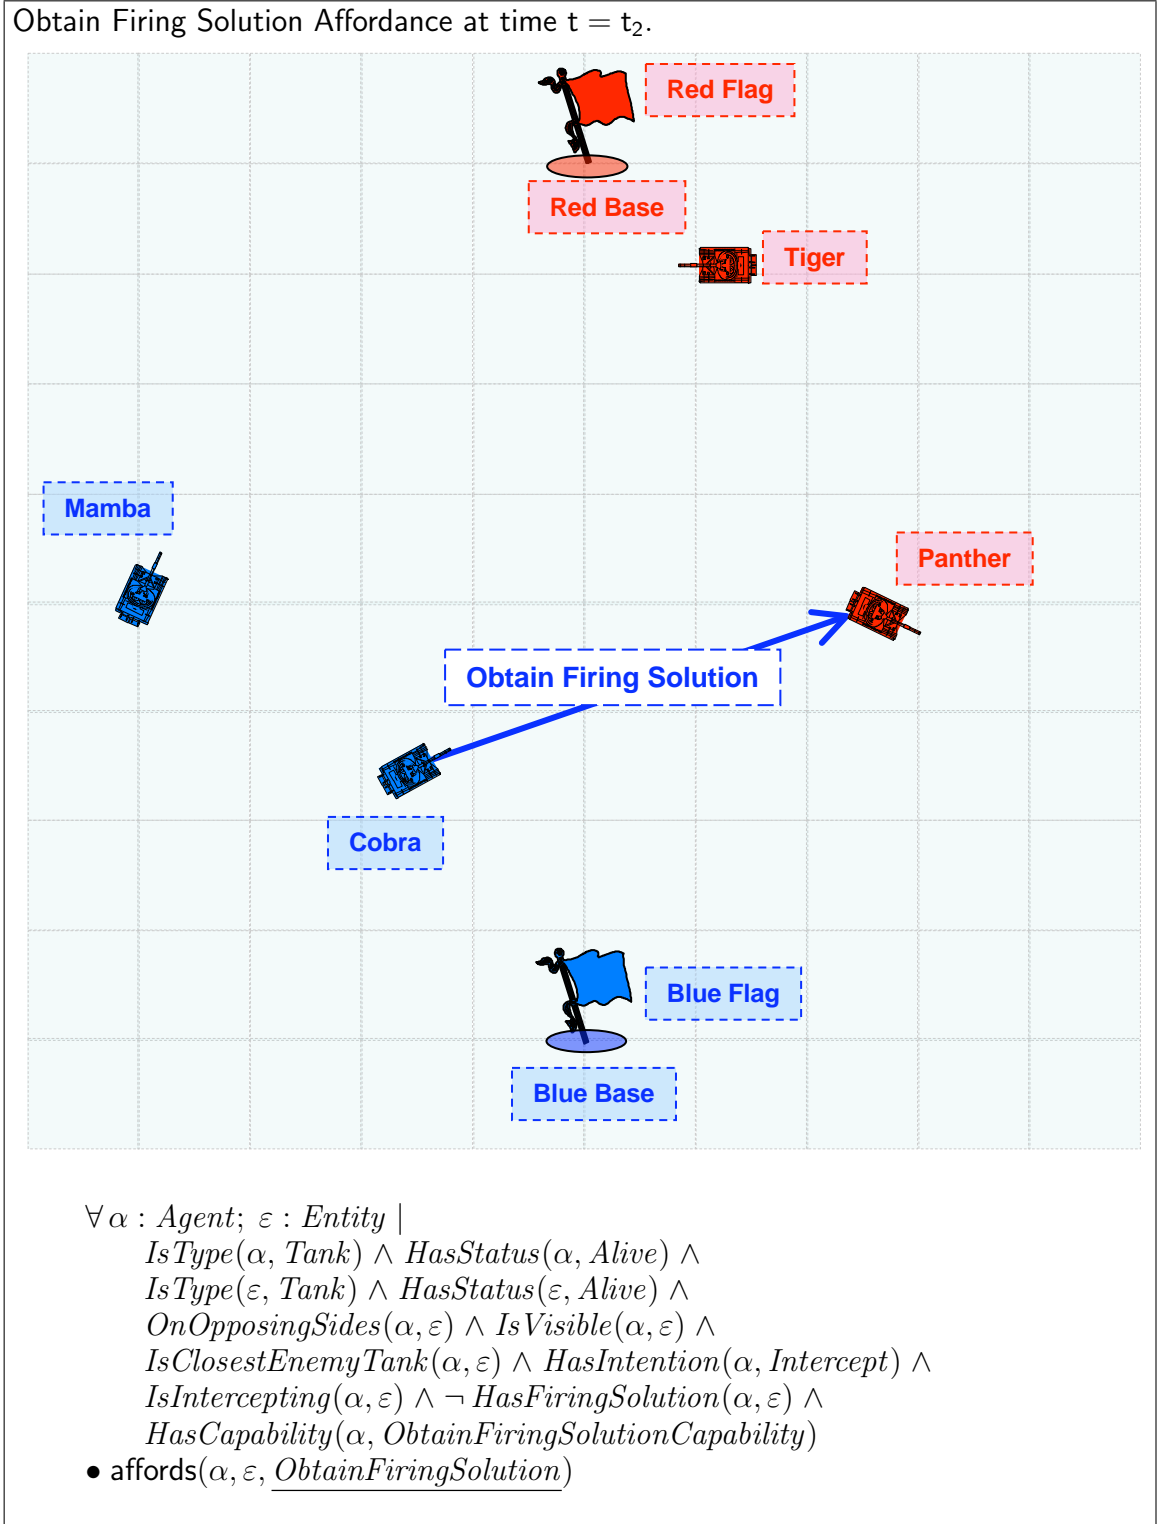 Obtain Firing Solution Affordance at time t = t₂.
Red Flag
Red Base
Tiger
Mamba
Panther
Obtain Firing Solution
Cobra
Blue Flag
Blue Base
∀ α : Agent; ε : Entity |
IsType(α, Tank) ∧ HasStatus(α, Alive) ∧
IsType(ε, Tank) ∧ HasStatus(ε, Alive) ∧
OnOpposingSides(α, ε) ∧ IsVisible(α, ε) ∧
IsClosestEnemyTank(α, ε) ∧ HasIntention(α, Intercept) ∧
IsIntercepting(α, ε) ∧ ¬ HasFiringSolution(α, ε) ∧
HasCapability(α, ObtainFiringSolutionCapability)
• affords(α, ε, ObtainFiringSolution)